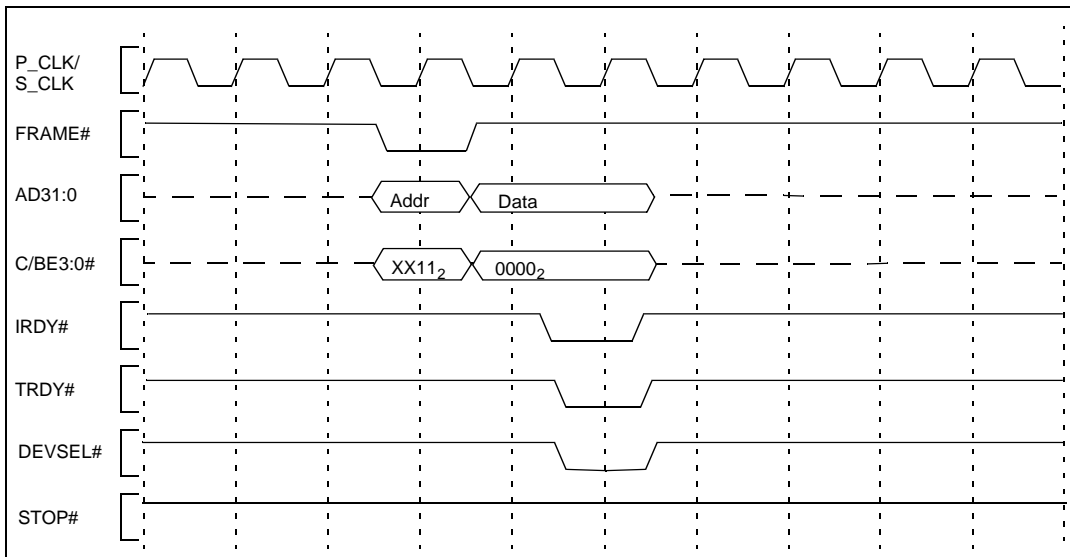 P_CLK/
S_CLK
FRAME#
AD31:0
Addr
Data
C/BE3:0#
XX11₂
0000₂
IRDY#
TRDY#
DEVSEL#
STOP#